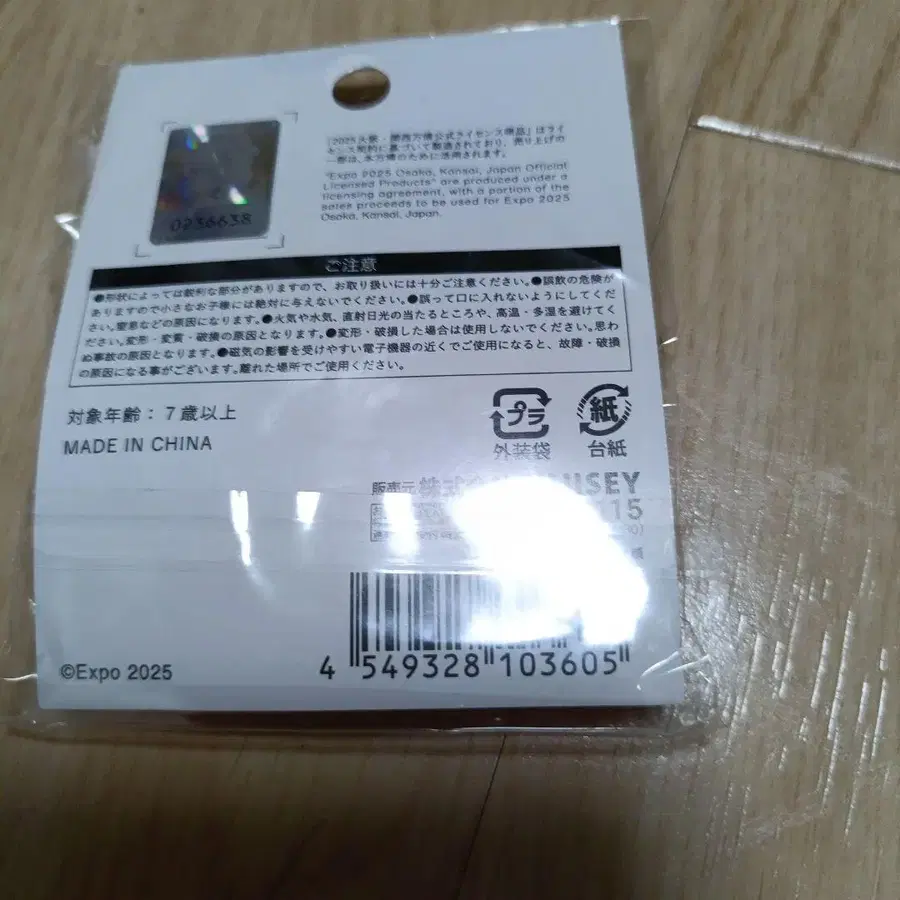 「2025大阪・関西万博公式ライセンス商品」はライ
センス契約に基づいて製造されており、売り上げの
一部は、本万博のために活用されます。
"Expo 2025 Osaka, Kansai, Japan Official
Licensed Products" are produced under a
licensing agreement, with a portion of the
sales proceeds to be used for Expo 2025
Osaka, Kansai, Japan.
0236638
ご注意
●形状によっては鋭利な部分がありますので、お取り扱いには十分ご注意ください。●誤飲の危険が
ありますので小さなお子様には絶対に与えないでください。●誤って口に入れないようにしてくだ
さい。窒息などの原因になります。●火気や水気、直射日光の当たるところや、高温・多湿を避けてく
ださい。変形・変質・破損の原因となります。●変形・破損した場合は使用しないでください。思わ
ぬ事故の原因となります。●磁気の影響を受けやすい電子機器の近くでご使用になると、故障・破損
の原因になる事がございます。離れた場所でご使用ください。
対象年齢：7歳以上
MADE IN CHINA
プラ 紙
外装袋 台紙
販売元 株式
15
©Expo 2025
4 549328 103605